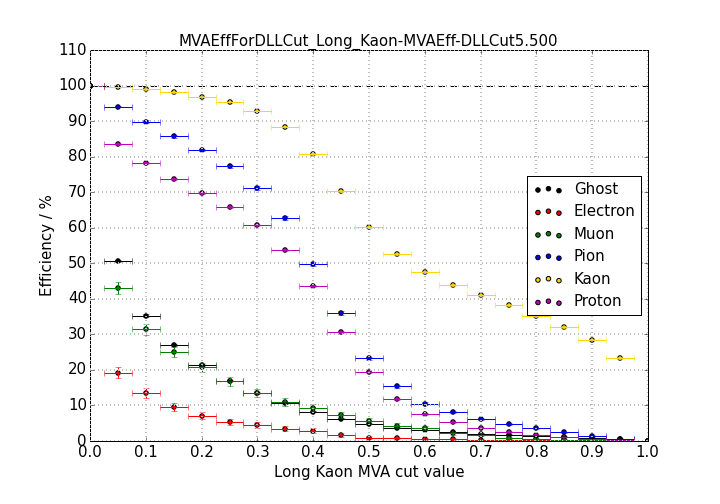 MVAEffForDLLCut_Long_Kaon-MVAEff-DLLCut5.500
110
100
90
80
70
60
50
40
30
20
10
0
Efficiency / %
Ghost
Electron
Muon
Pion
Kaon
Proton
0.0 0.1 0.2 0.3 0.4 0.5 0.6 0.7 0.8 0.9 1.0
Long Kaon MVA cut value